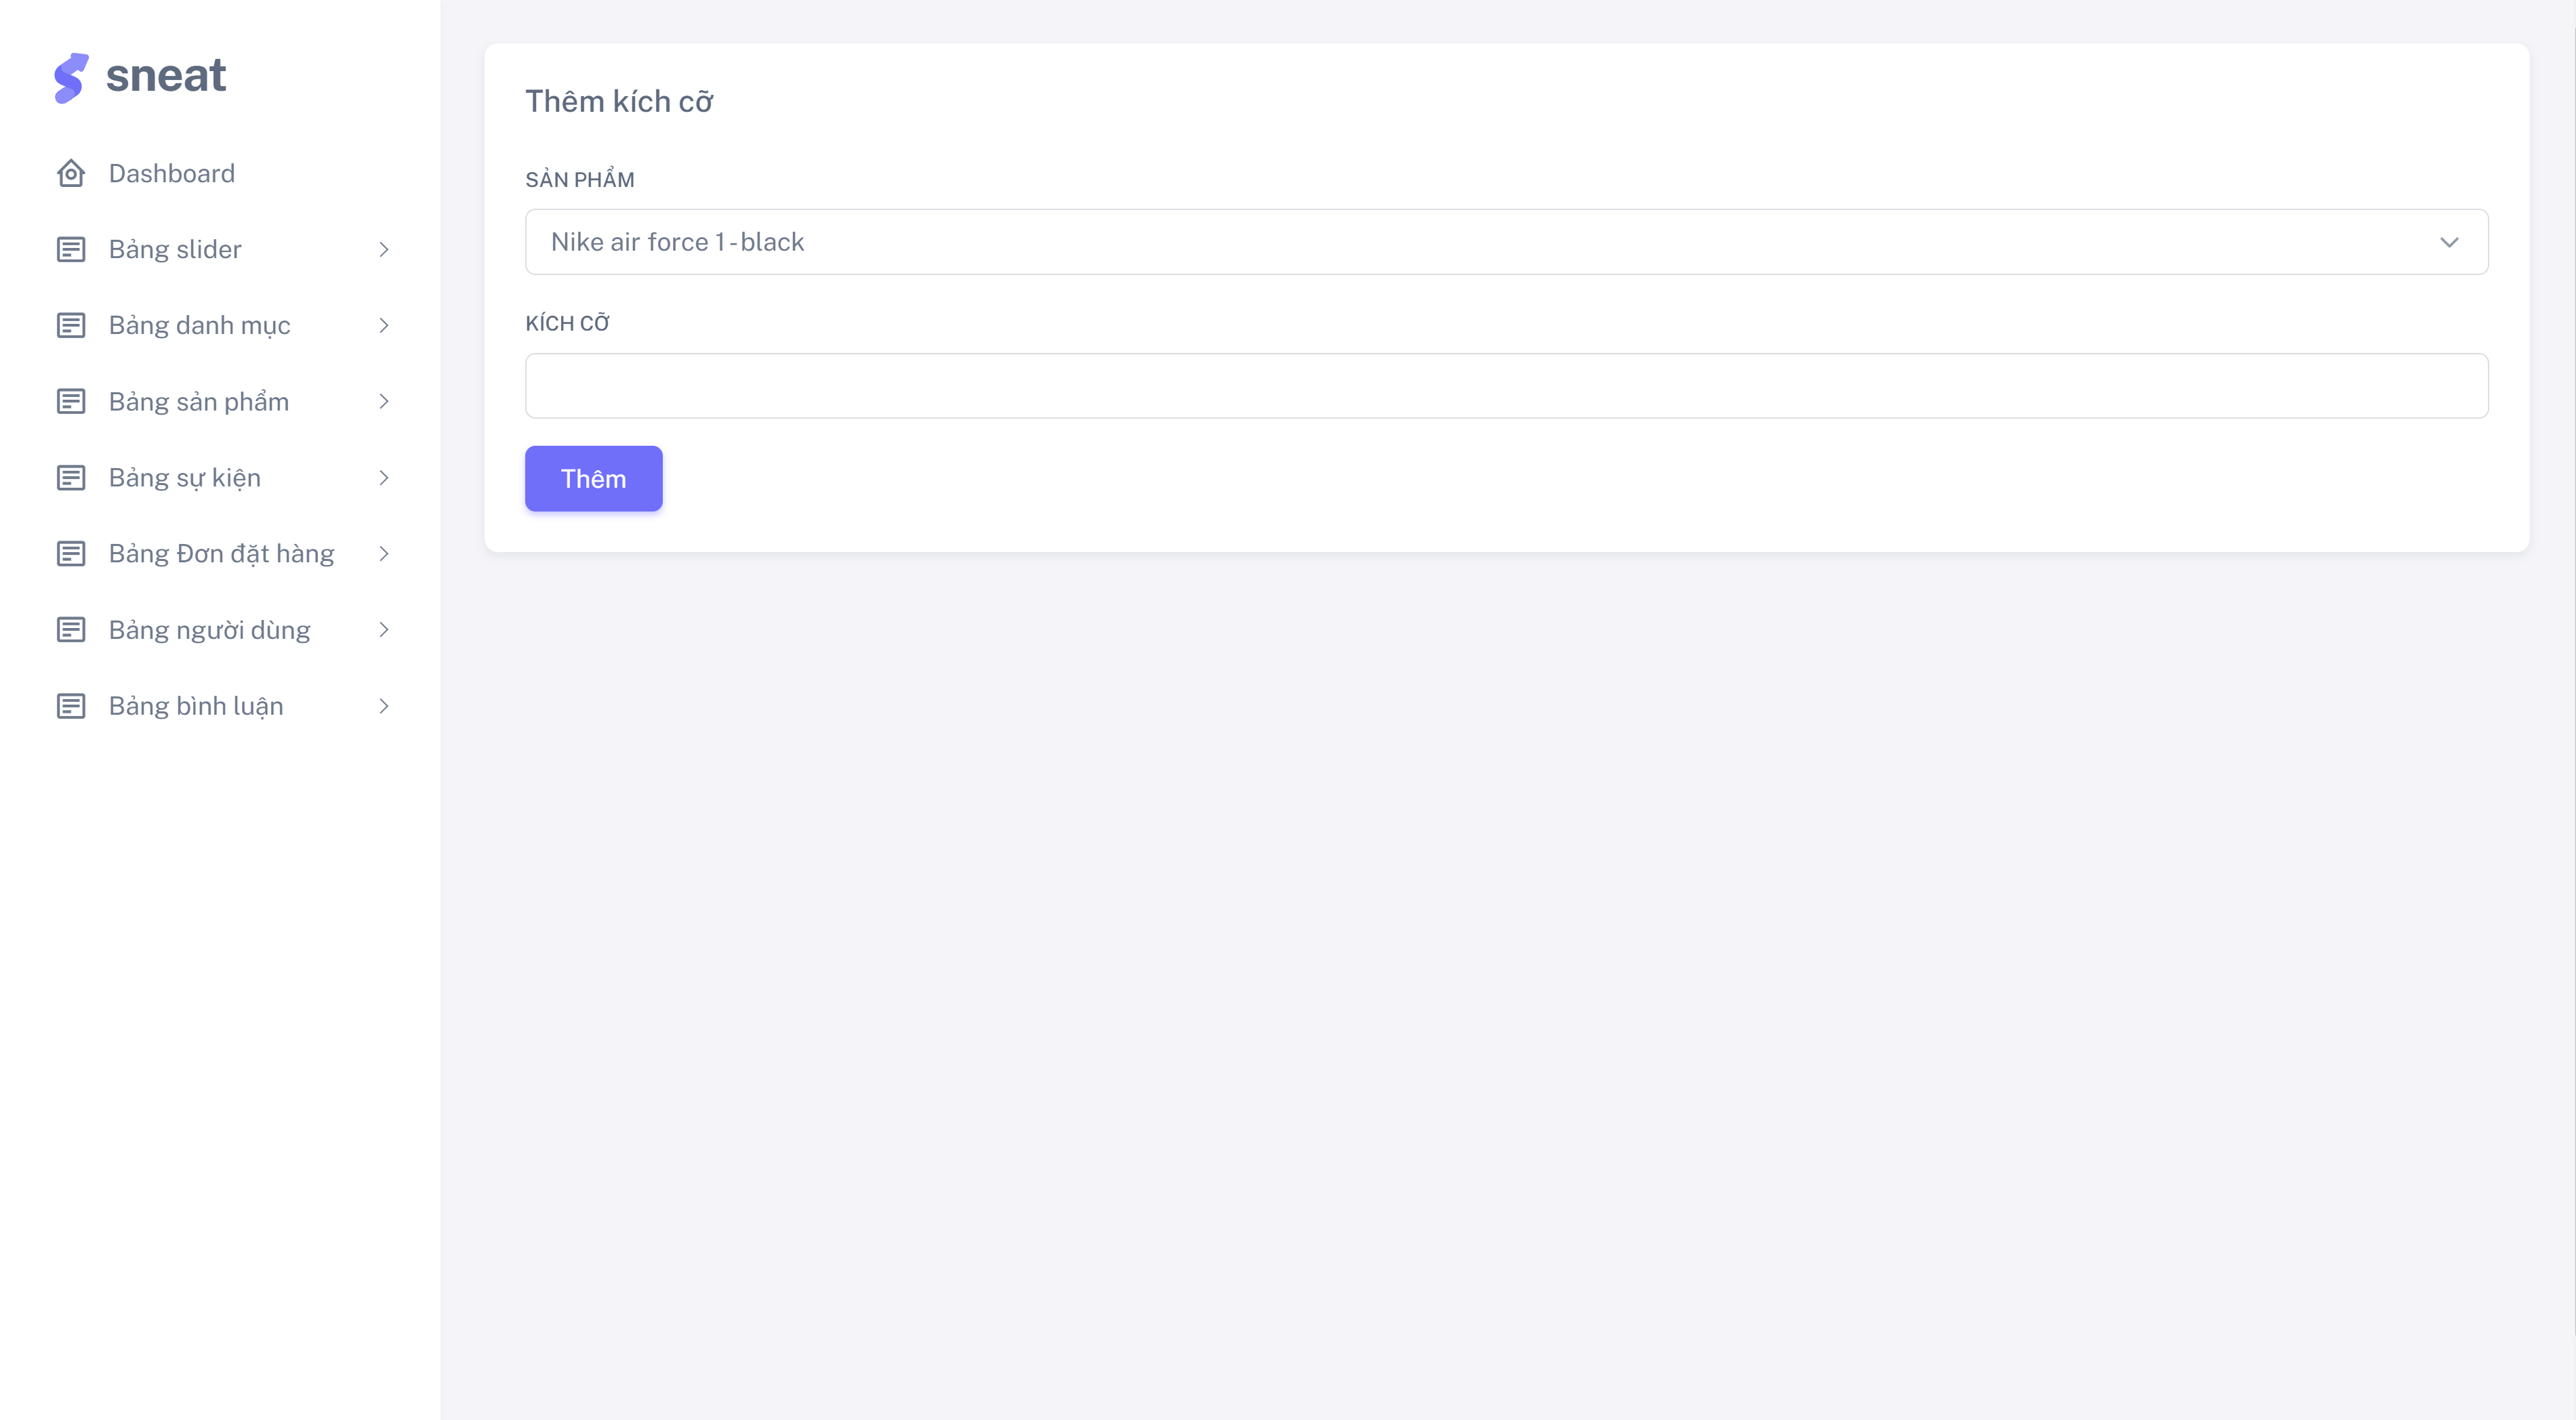 sneat
Dashboard
Bảng slider
Bảng danh mục
Bảng sản phẩm
Bảng sự kiện
Bảng Đơn đặt hàng
Bảng người dùng
Bảng bình luận
Thêm kích cỡ
SẢN PHẨM
Nike air force 1 - black
KÍCH CỠ
Thêm